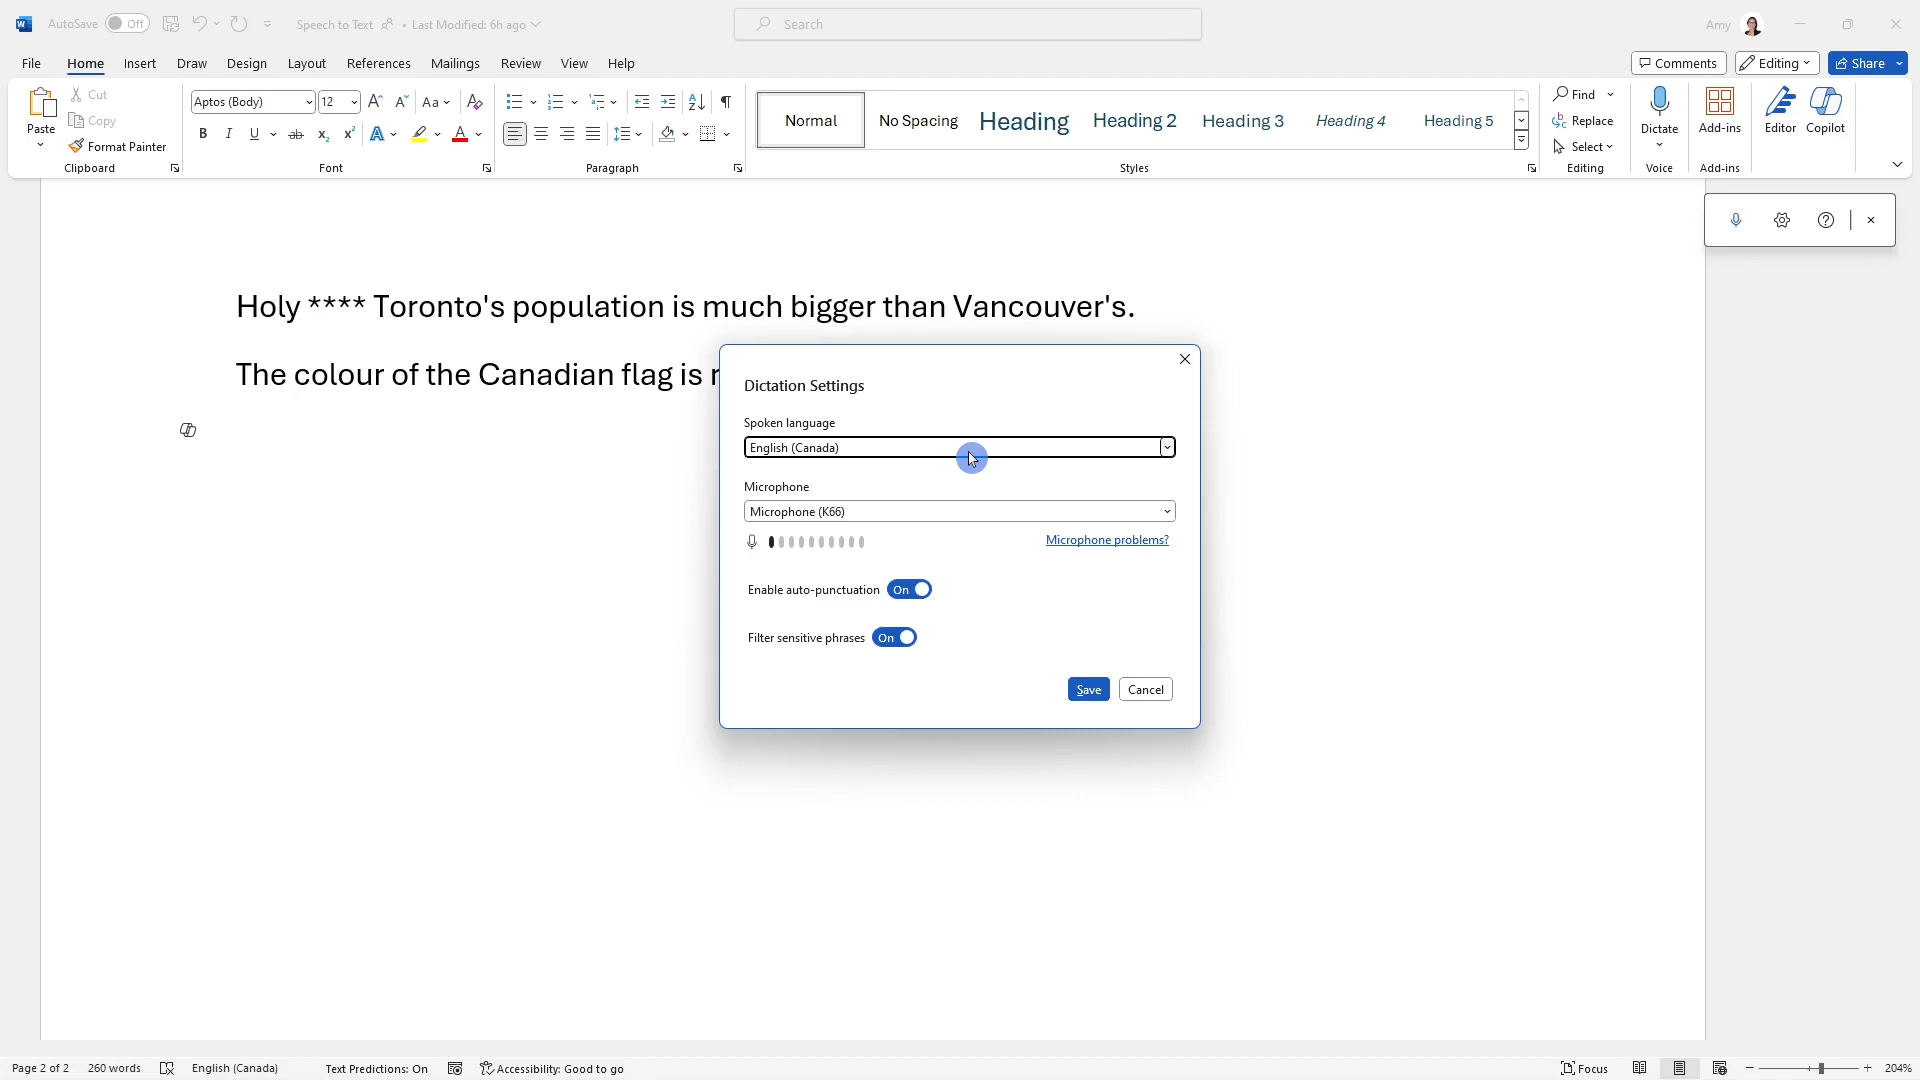 AutoSave Off Speech to Text • Last Modified: 6h ago Search Amy
File Home Insert Draw Design Layout References Mailings Review View Help Comments Editing Share
Paste Cut Copy Format Painter
Clipboard
Aptos (Body) 12 Aa
B I U ab x₂ x² A A
Font
Paragraph
Normal No Spacing Heading Heading 2 Heading 3 Heading 4 Heading 5
Styles
Find Replace Select
Editing
Dictate
Voice
Add-ins
Add-ins
Editor Copilot
Holy **** Toronto's population is much bigger than Vancouver's.
The colour of the Canadian flag is
Dictation Settings
Spoken language
English (Canada)
Microphone
Microphone (K66)
Microphone problems?
Enable auto-punctuation On
Filter sensitive phrases On
Save Cancel
Page 2 of 2 260 words English (Canada) Text Predictions: On Accessibility: Good to go Focus 204%